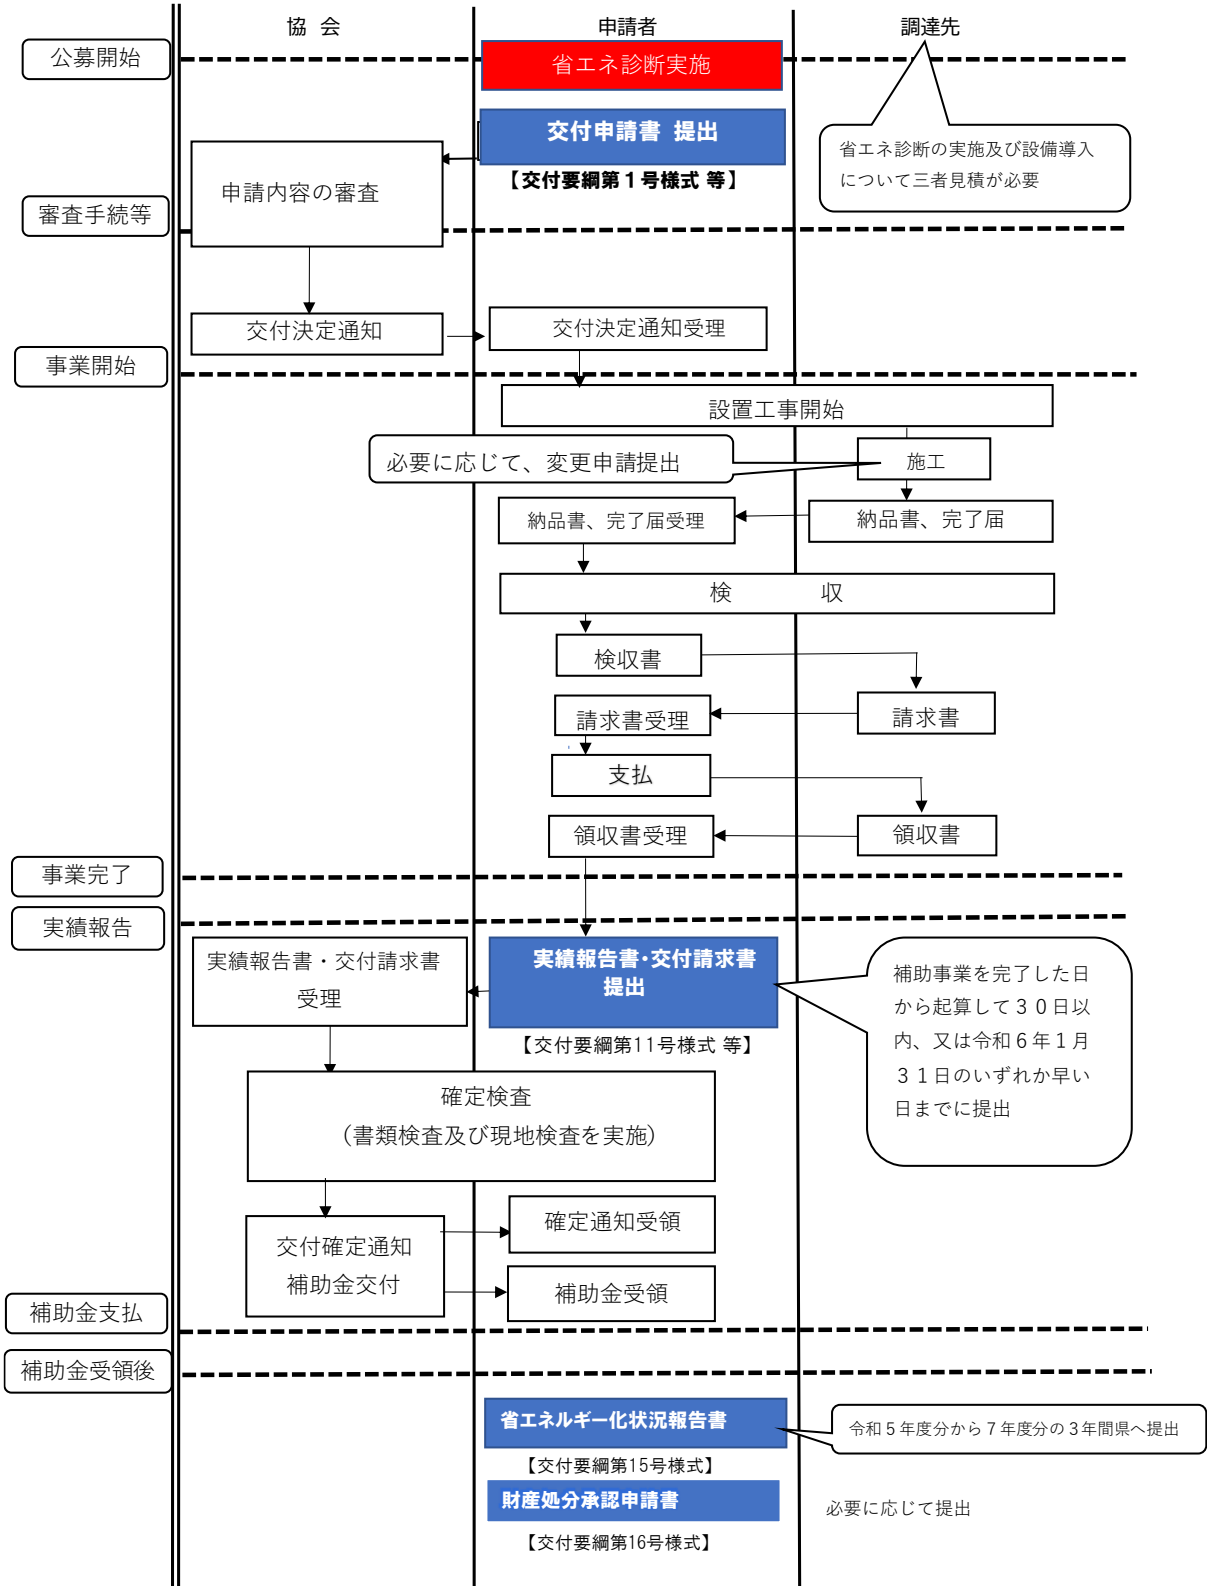 協 会
申請者
調達先
公募開始
省エネ診断実施
交付申請書 提出
【交付要綱第１号様式 等】
省エネ診断の実施及び設備導入
について三者見積が必要
申請内容の審査
審査手続等
交付決定通知
交付決定通知受理
事業開始
設置工事開始
必要に応じて、変更申請提出
施工
納品書、完了届受理
納品書、完了届
検 収
検収書
請求書受理
請求書
支払
領収書受理
領収書
事業完了
実績報告
実績報告書・交付請求書
受理
実績報告書・交付請求書
提出
【交付要綱第11号様式 等】
補助事業を完了した日
から起算して３０日以
内、又は令和６年１月
３１日のいずれか早い
日までに提出
確定検査
（書類検査及び現地検査を実施）
交付確定通知
補助金交付
確定通知受領
補助金受領
補助金支払
補助金受領後
省エネルギー化状況報告書
【交付要綱第15号様式】
令和５年度分から７年度分の３年間県へ提出
財産処分承認申請書
【交付要綱第16号様式】
必要に応じて提出